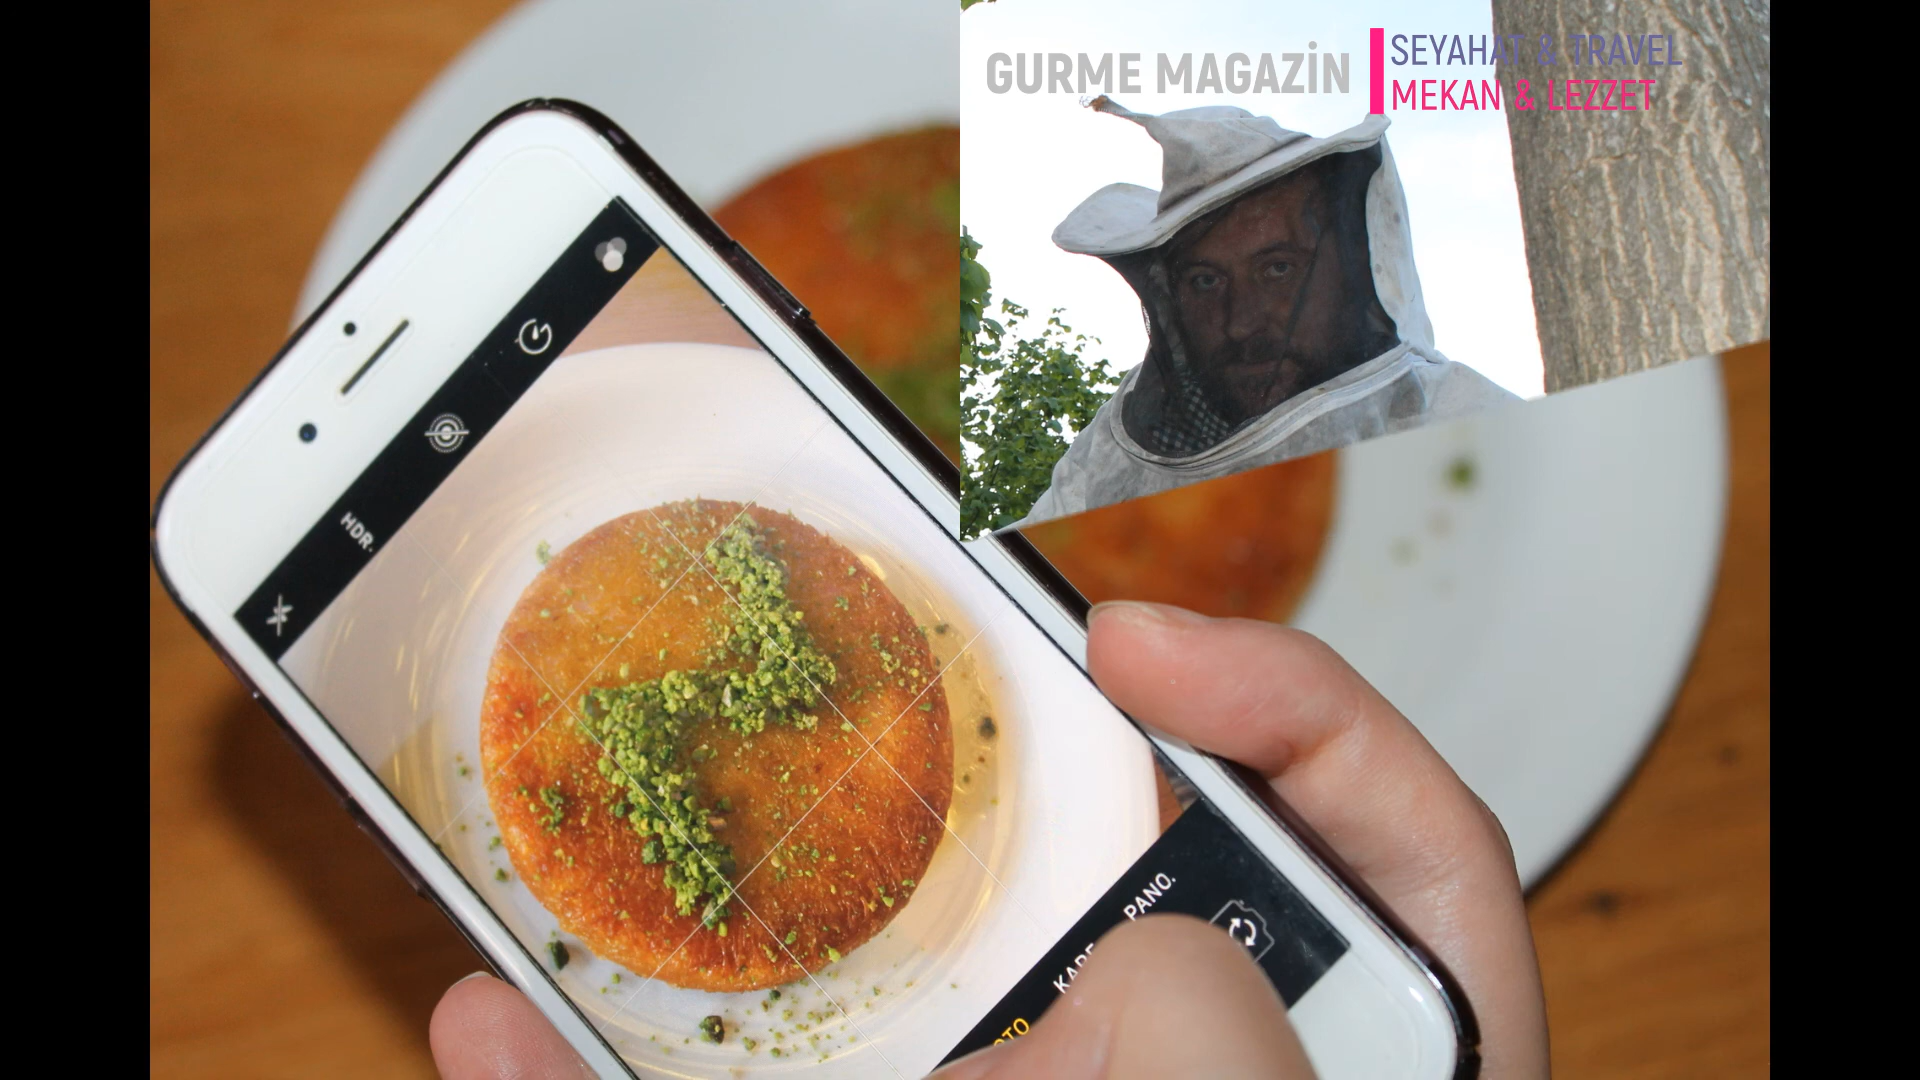 GURME MAGAZİN
SEYAHAT & TRAVEL
MEKAN & LEZZET
HDR.
PANO.